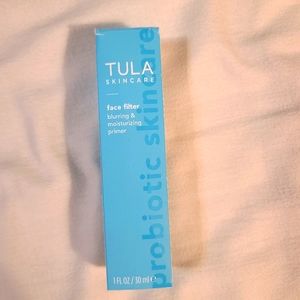 TULA
SKINCARE
face filter
blurring &
moisturizing
primer
1 FL OZ / 30 ml e
probiotic skincare